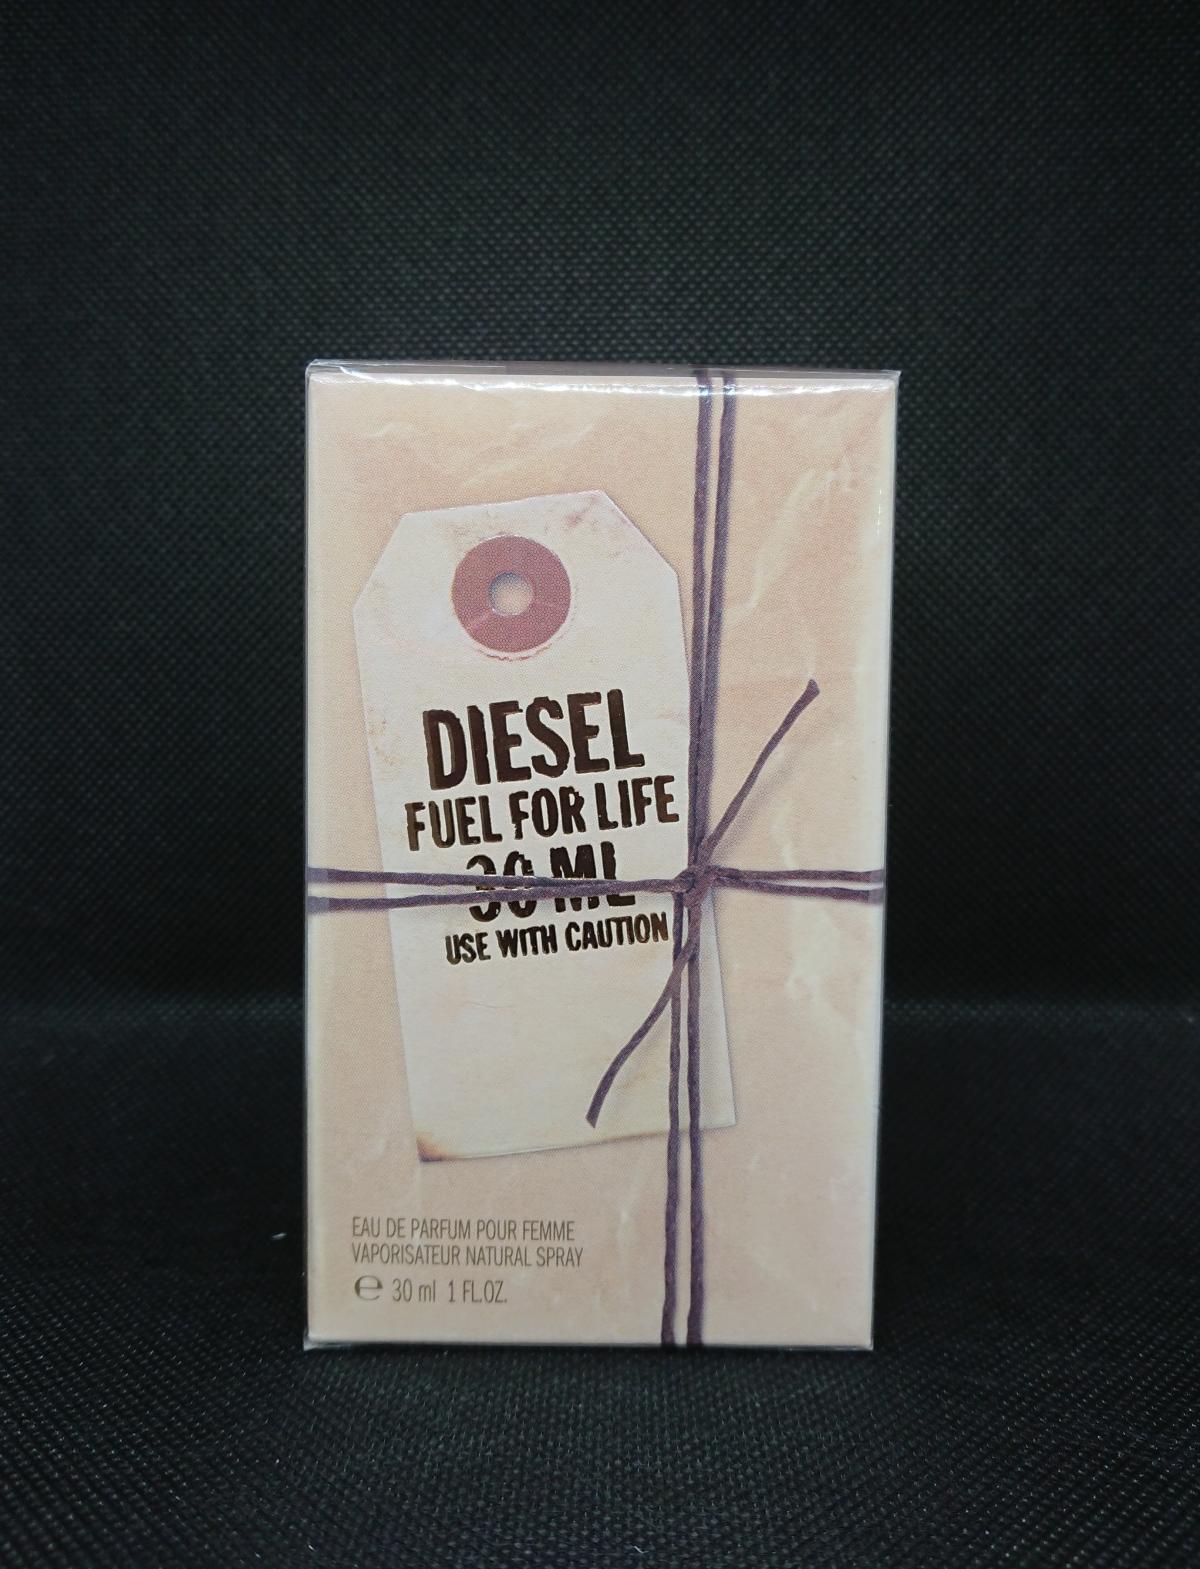 DIESEL
FUEL FOR LIFE
30 ML
USE WITH CAUTION
EAU DE PARFUM POUR FEMME
VAPORISATEUR NATURAL SPRAY
℮ 30 ml 1 FL.OZ.